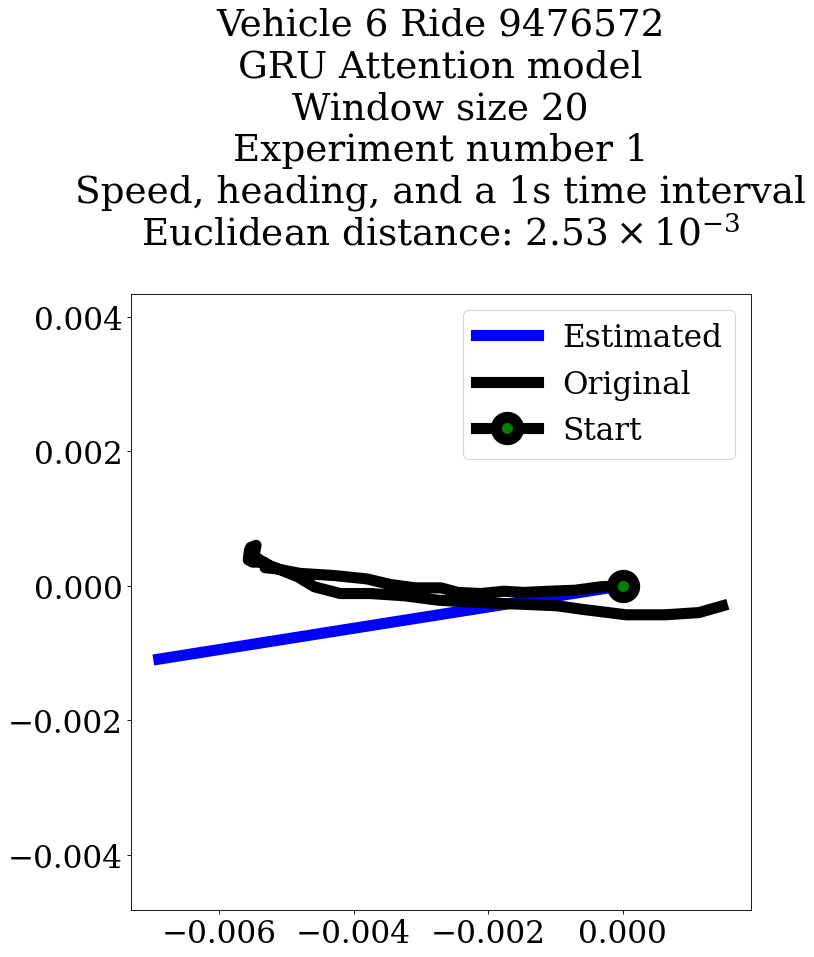 Vehicle 6 Ride 9476572
GRU Attention model
Window size 20
Experiment number 1
Speed, heading, and a 1s time interval
Euclidean distance: 2.53 × 10⁻³
Estimated
Original
Start
0.004
0.002
0.000
−0.002
−0.004
−0.006 −0.004 −0.002 0.000